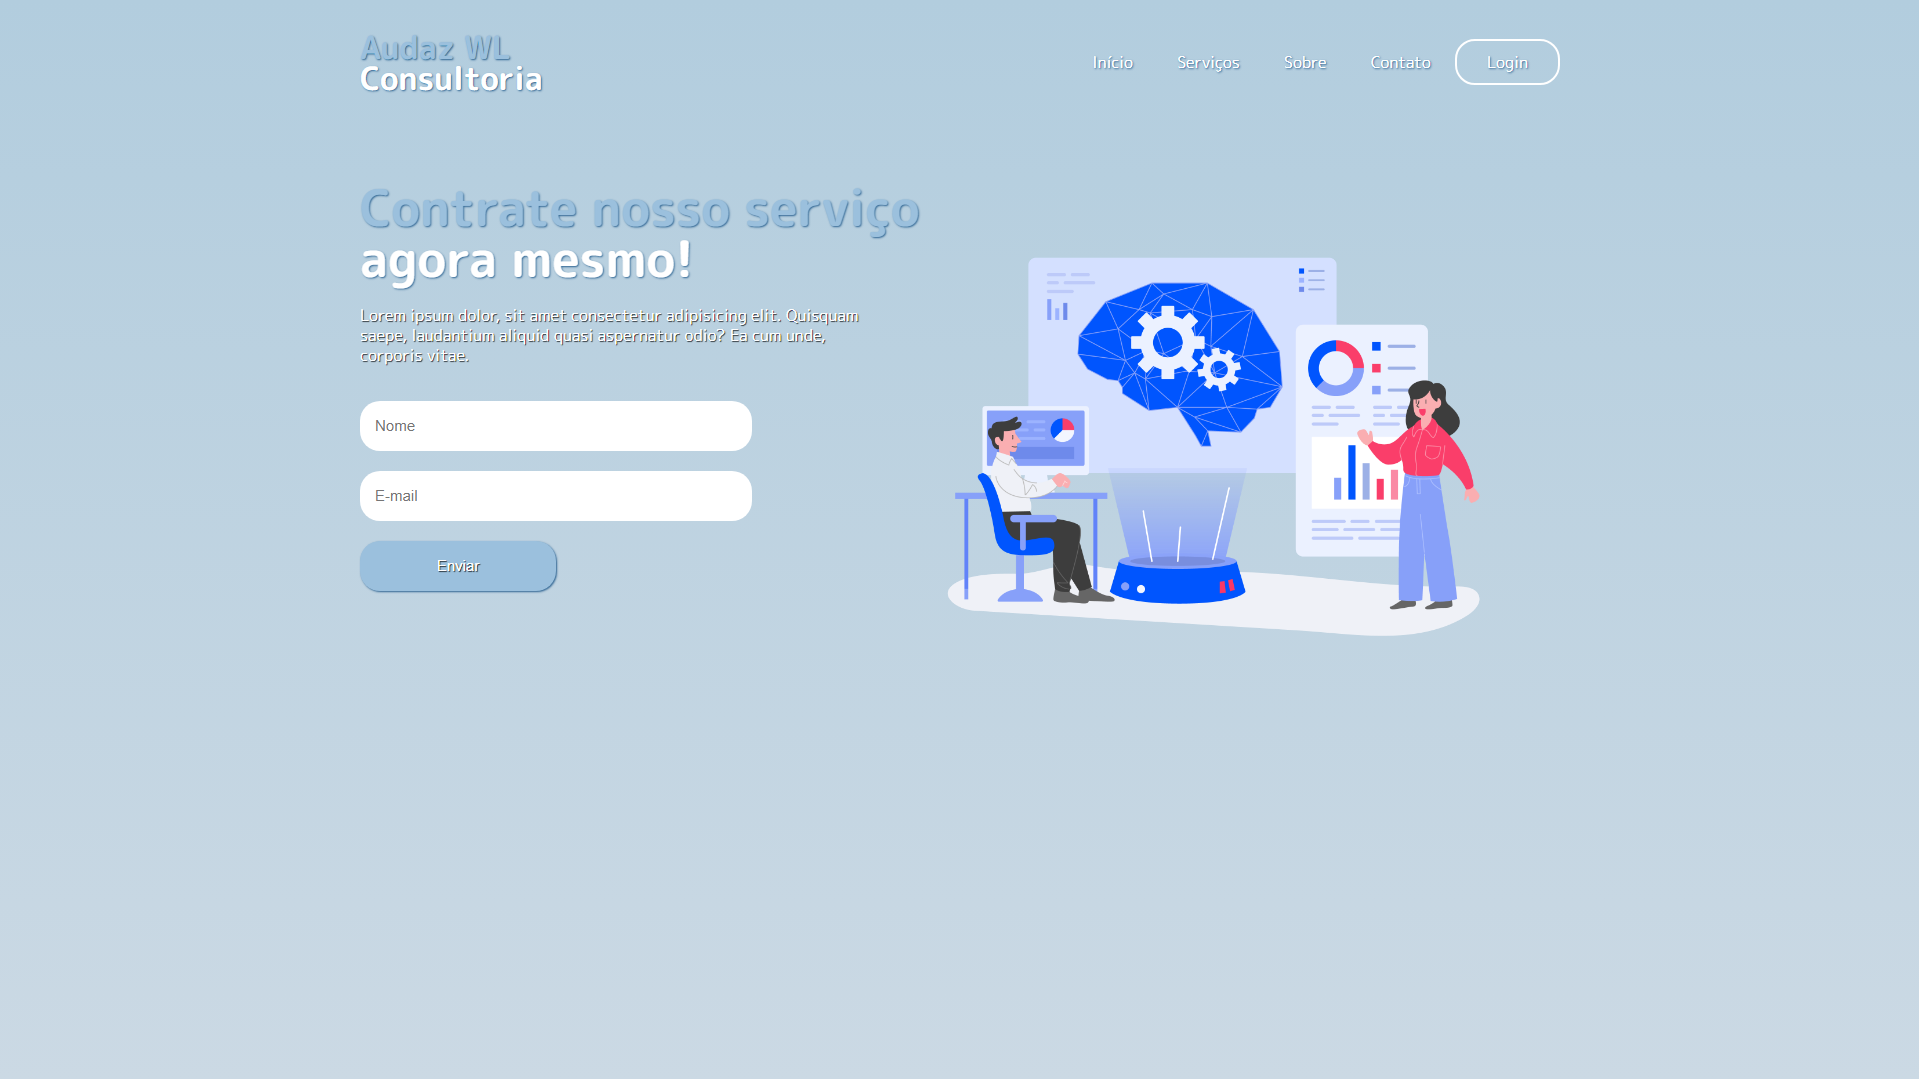 Audaz WL
Consultoria
Início
Serviços
Sobre
Contato
Login
Contrate nosso serviço
agora mesmo!
Lorem ipsum dolor, sit amet consectetur adipisicing elit. Quisquam
saepe, laudantium aliquid quasi aspernatur odio? Ea cum unde,
corporis vitae.
Nome
E-mail
Enviar